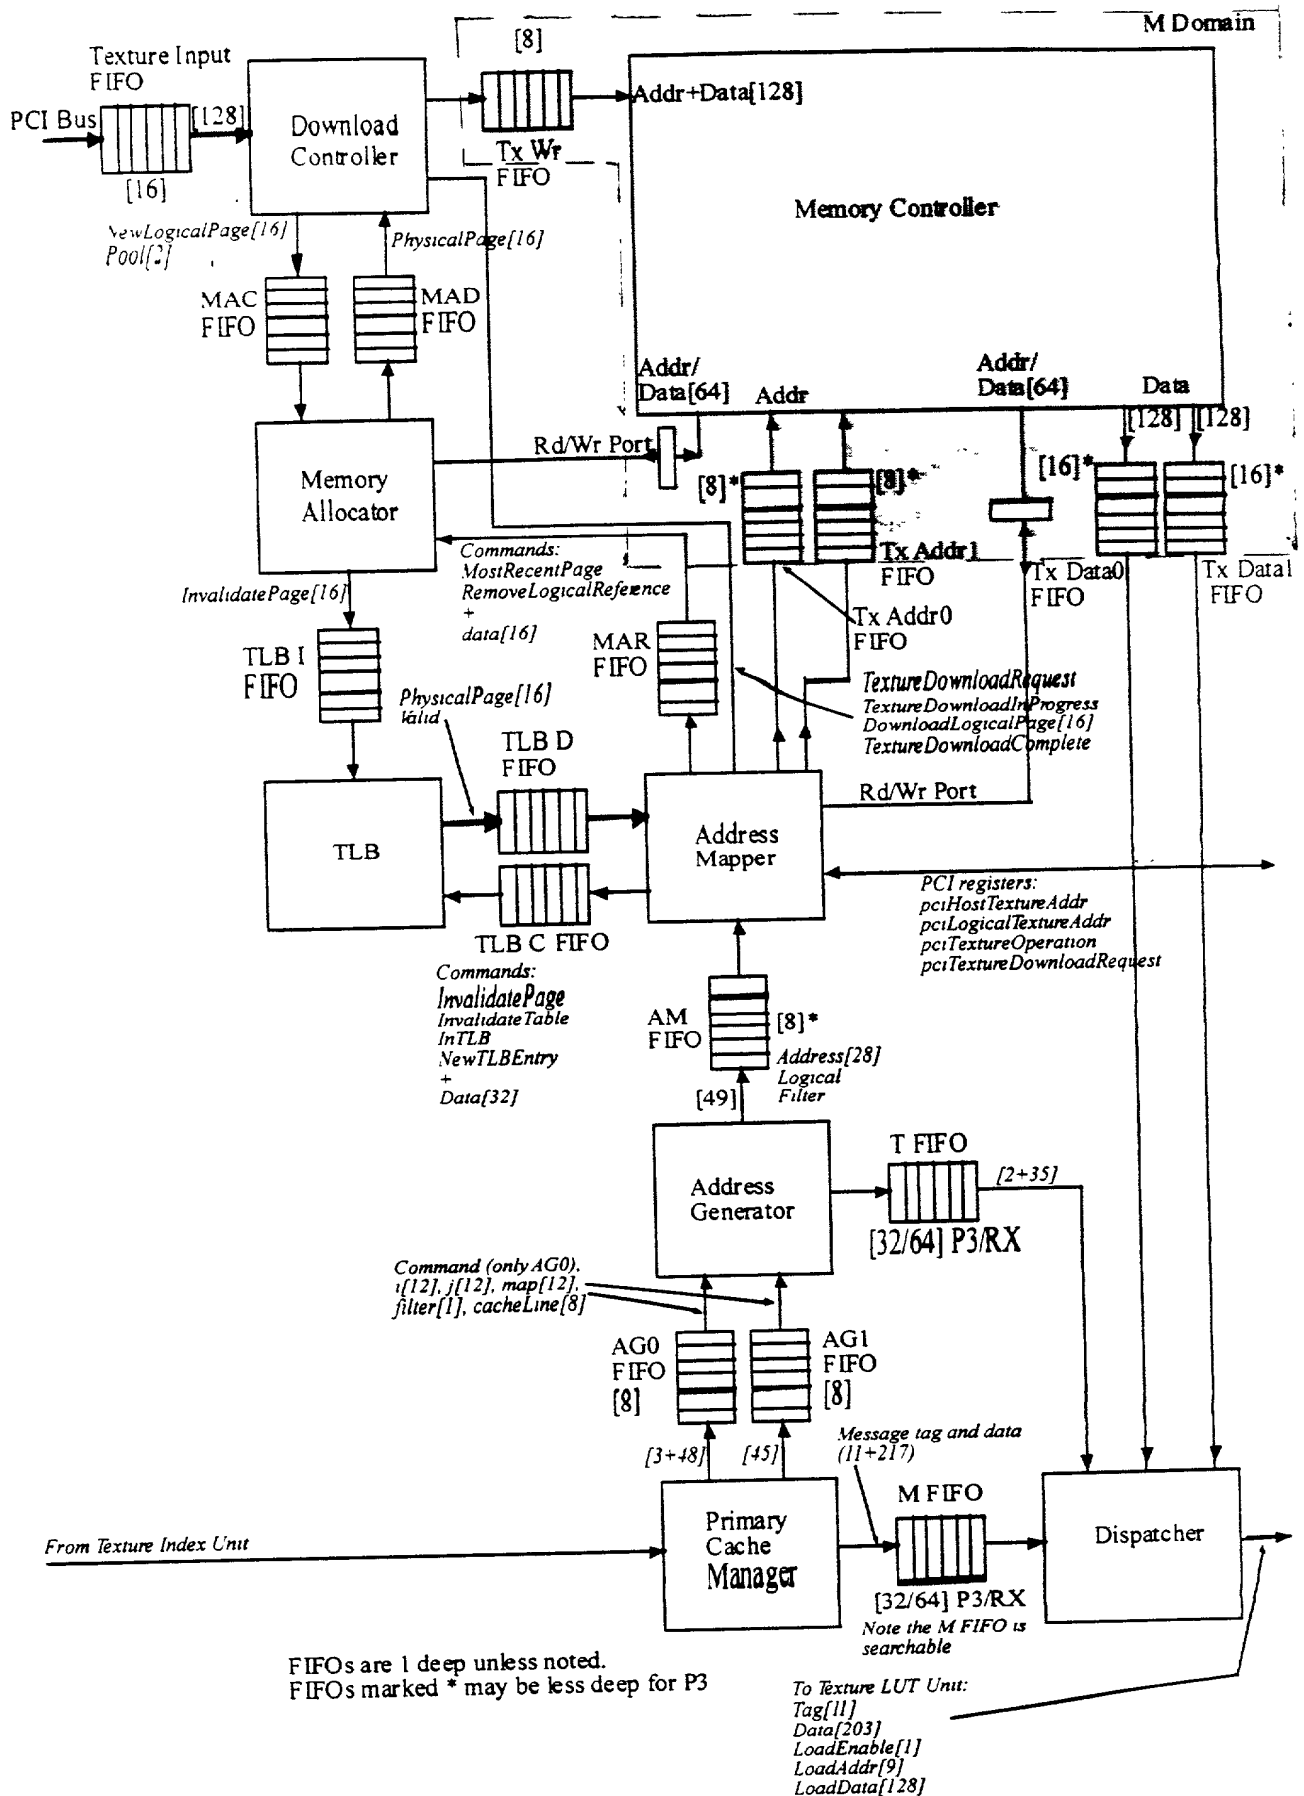 M Domain
Texture Input
FIFO
[8]
PCI Bus
[128]
[16]
Download
Controller
Addr+Data[128]
Tx Wr
FIFO
Memory Controller
NewLogicalPage[16]
Pool[2]
PhysicalPage[16]
MAC
FIFO
MAD
FIFO
Addr/
Data[64]
Addr
Addr/
Data[64]
Data
[128]
[128]
Rd/Wr Port
Memory
Allocator
[8]*
[8]*
[16]*
[16]*
Commands:
MostRecentPage
RemoveLogicalReference
+
data[16]
Tx Addr1
FIFO
Tx Data0
FIFO
Tx Data1
FIFO
InvalidatePage[16]
Tx Addr0
FIFO
TLB I
FIFO
MAR
FIFO
PhysicalPage[16]
Valid
TextureDownloadRequest
TextureDownloadInProgress
DownloadLogicalPage[16]
TextureDownloadComplete
TLB D
FIFO
Rd/Wr Port
TLB
Address
Mapper
TLB C FIFO
PCI registers:
pciHostTextureAddr
pciLogicalTextureAddr
pciTextureOperation
pciTextureDownloadRequest
Commands:
InvalidatePage
InvalidateTable
InTLB
NewTLBEntry
+
Data[32]
AM
FIFO
[8]*
Address[28]
Logical
Filter
[49]
Address
Generator
T FIFO
[2+35]
[32/64] P3/RX
Command (only AG0),
i[12], j[12], map[12],
filter[1], cacheLine[8]
AG0
FIFO
[8]
AG1
FIFO
[8]
[3+48]
[45]
Message tag and data
(11+217)
M FIFO
Primary
Cache
Manager
Dispatcher
From Texture Index Unit
[32/64] P3/RX
Note the M FIFO is
searchable
FIFOs are 1 deep unless noted.
FIFOs marked * may be less deep for P3
To Texture LUT Unit:
Tag[11]
Data[203]
LoadEnable[1]
LoadAddr[9]
LoadData[128]